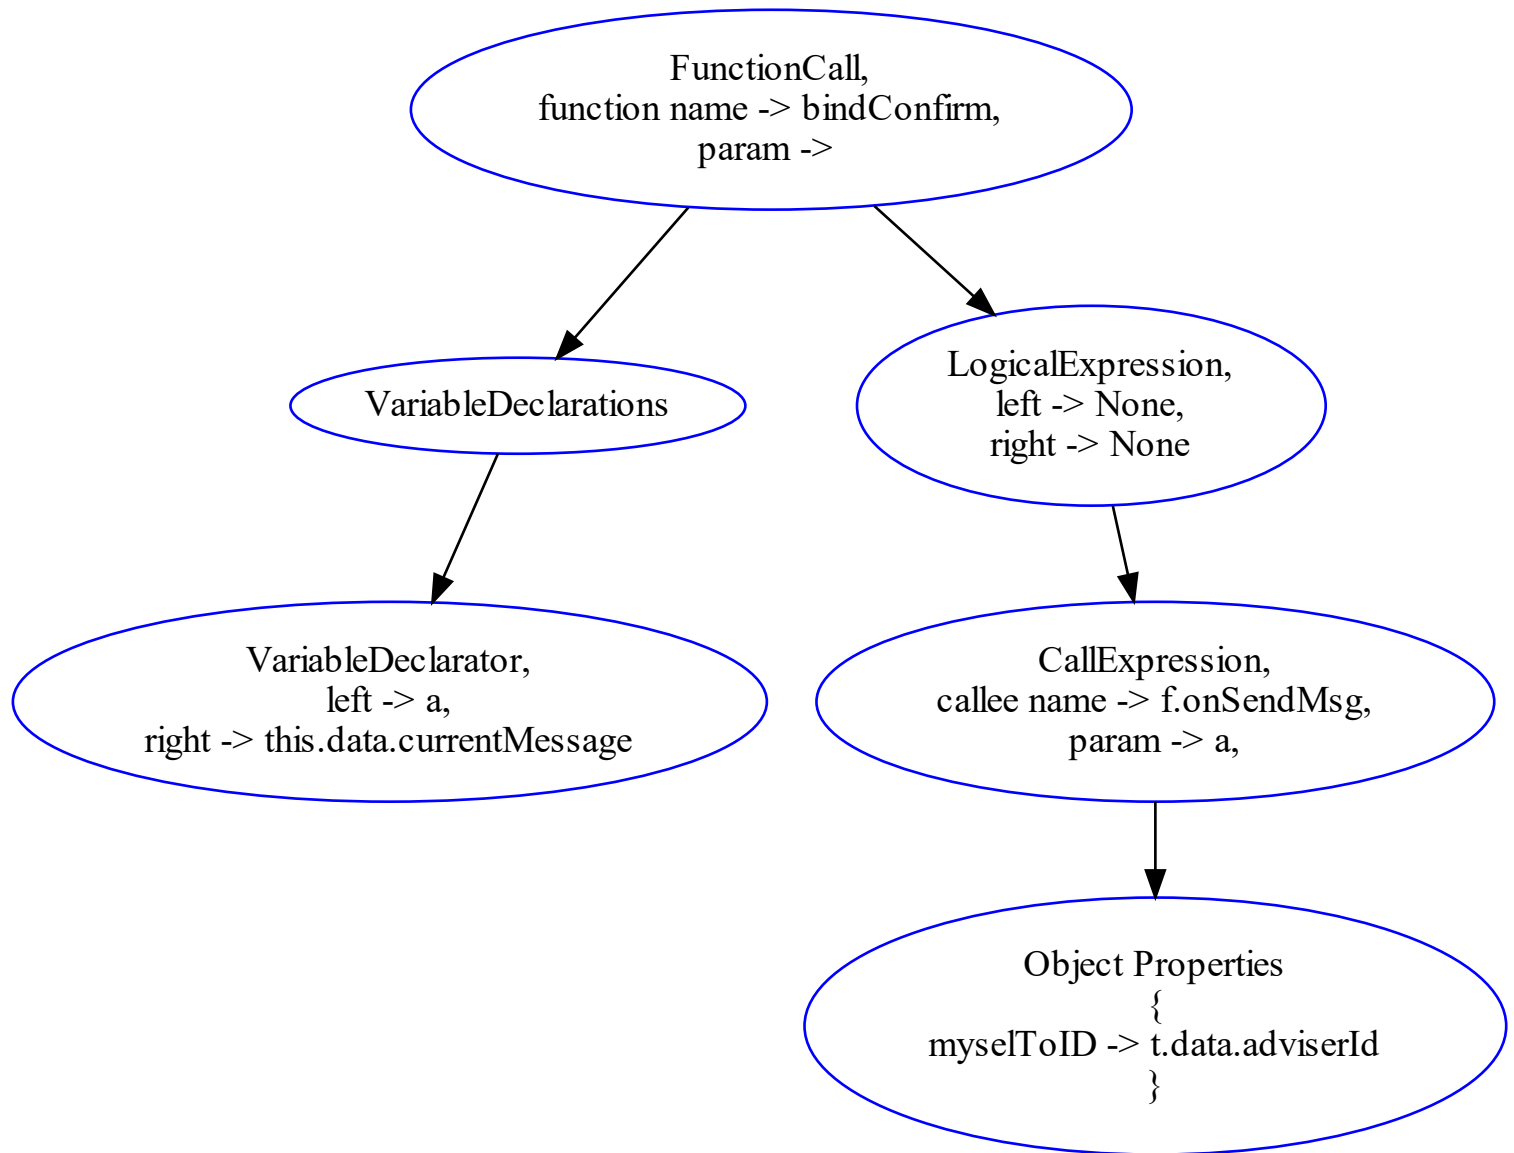 FunctionCall,
function name -> bindConfirm,
param ->
VariableDeclarations
LogicalExpression,
left -> None,
right -> None
VariableDeclarator,
left -> a,
right -> this.data.currentMessage
CallExpression,
callee name -> f.onSendMsg,
param -> a,
Object Properties
{
myselToID -> t.data.adviserId
}